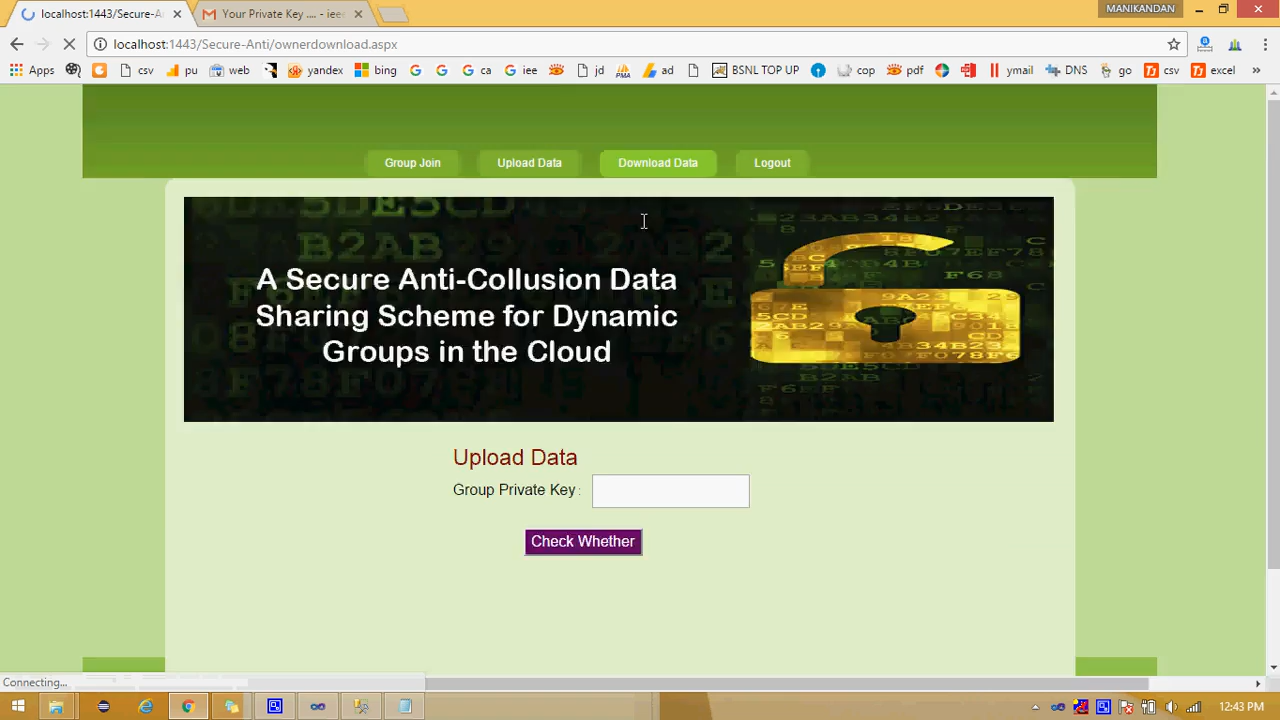 localhost:1443/Secure-A
Your Private Key .... - iee
MANIKANDAN
localhost:1443/Secure-Anti/ownerdownload.aspx
Apps csv pu web yandex bing ca iee jd PMA ad BSNL TOP UP cop pdf ymail DNS go csv excel »
Group Join Upload Data Download Data Logout
A Secure Anti-Collusion Data
Sharing Scheme for Dynamic
Groups in the Cloud
Upload Data
Group Private Key :
Check Whether
Connecting...
12:43 PM